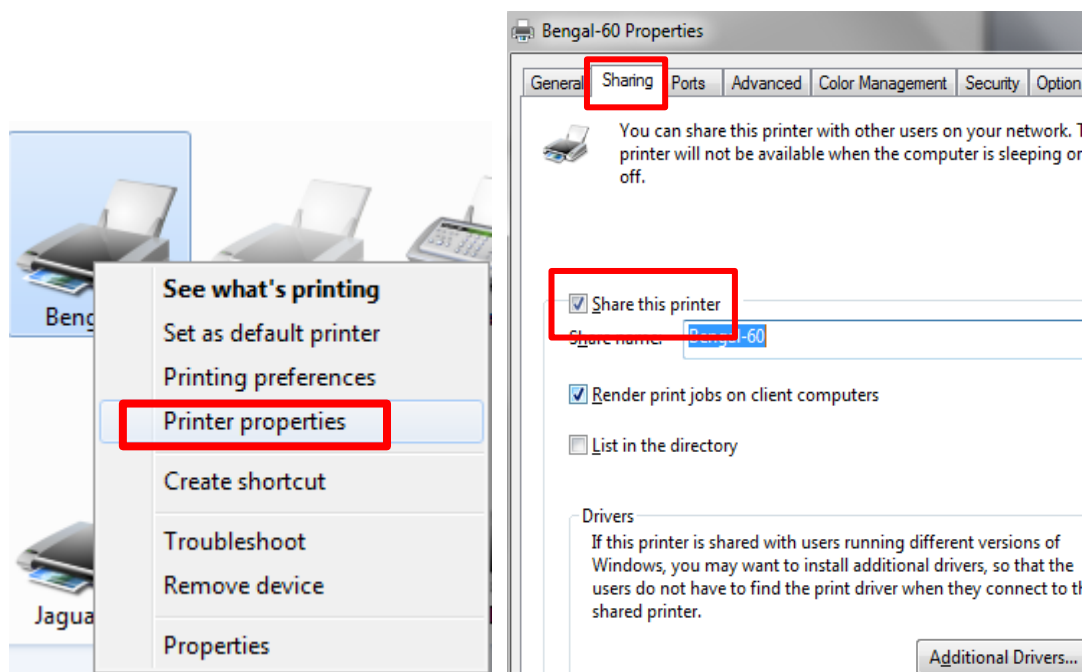 Beng
See what's printing
Set as default printer
Printing preferences
Printer properties
Create shortcut
Troubleshoot
Remove device
Jagua
Properties
Bengal-60 Properties
General Sharing Ports Advanced Color Management Security Option
You can share this printer with other users on your network. T
printer will not be available when the computer is sleeping or
off.
Share this printer
Share name: Bengal-60
Render print jobs on client computers
List in the directory
Drivers
If this printer is shared with users running different versions of
Windows, you may want to install additional drivers, so that the
users do not have to find the print driver when they connect to th
shared printer.
Additional Drivers...